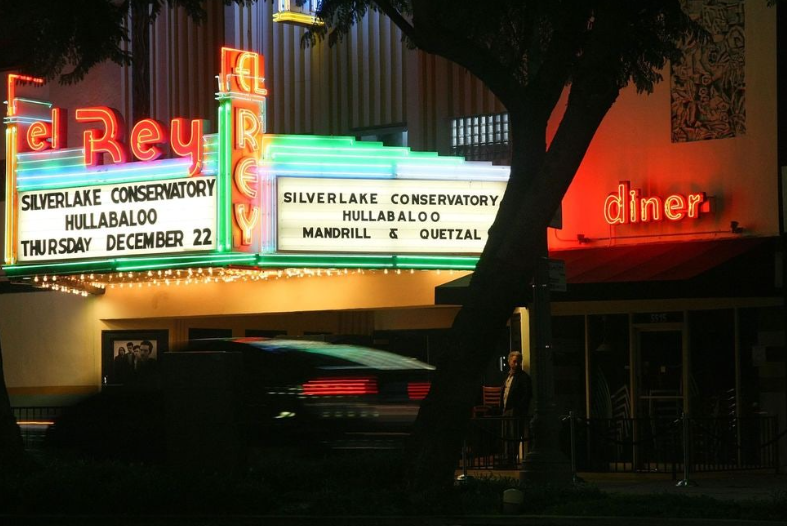 el Rey
EL REY
SILVERLAKE CONSERVATORY
HULLABALOO
THURSDAY DECEMBER 22
SILVERLAKE CONSERVATORY
HULLABALOO
MANDRILL & QUETZAL
diner